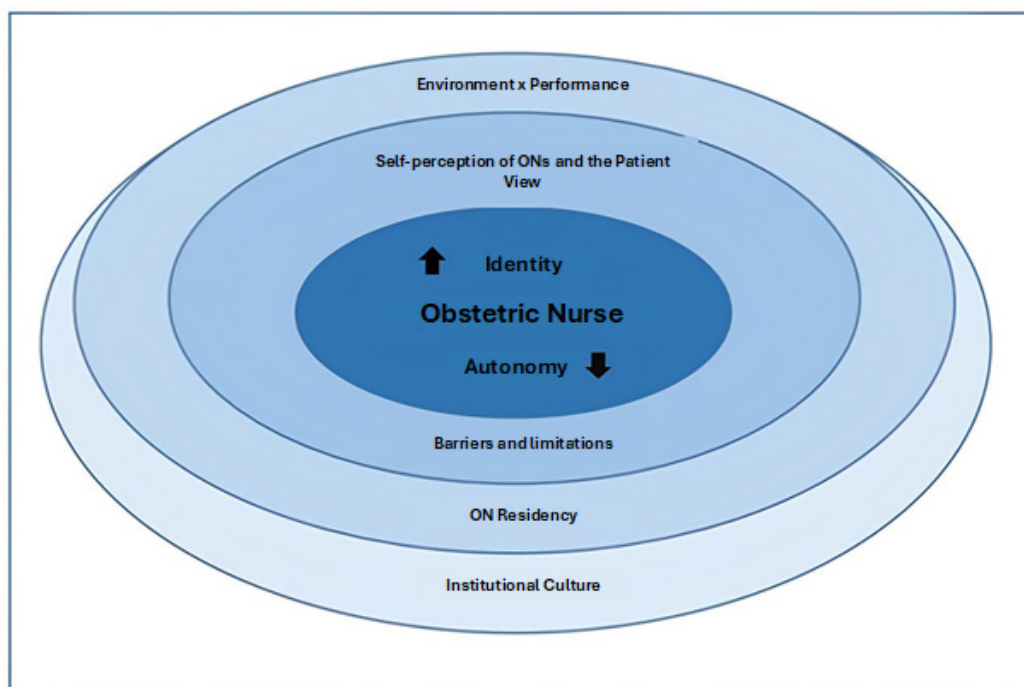 Environment x Performance
Self-perception of ONs and the Patient
View
Identity
Obstetric Nurse
Autonomy
Barriers and limitations
ON Residency
Institutional Culture